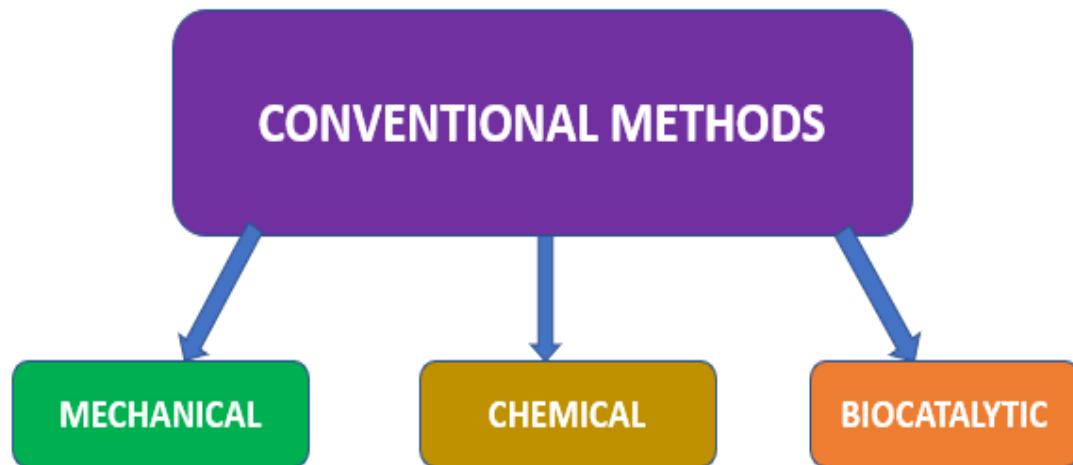 CONVENTIONAL METHODS
MECHANICAL
CHEMICAL
BIOCATALYTIC